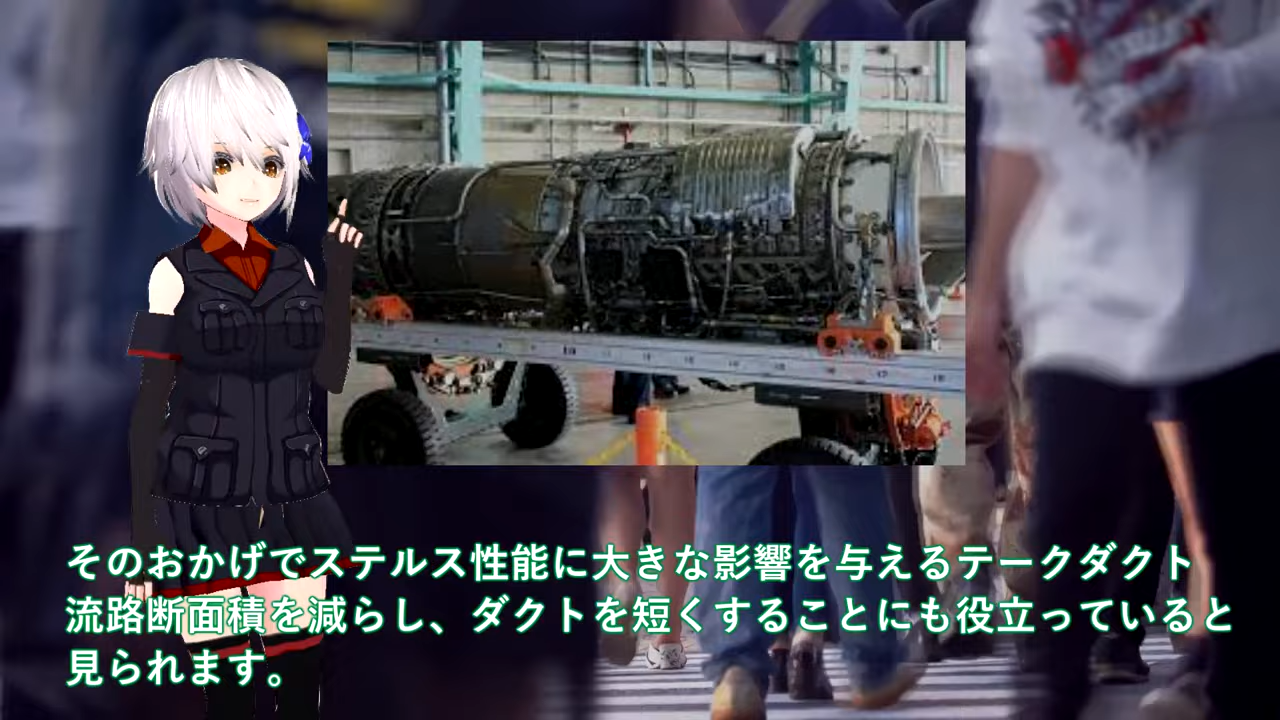 そのおかげでステルス性能に大きな影響を与えるテークダクト
流路断面積を減らし、ダクトを短くすることにも役立っていると
見られます。